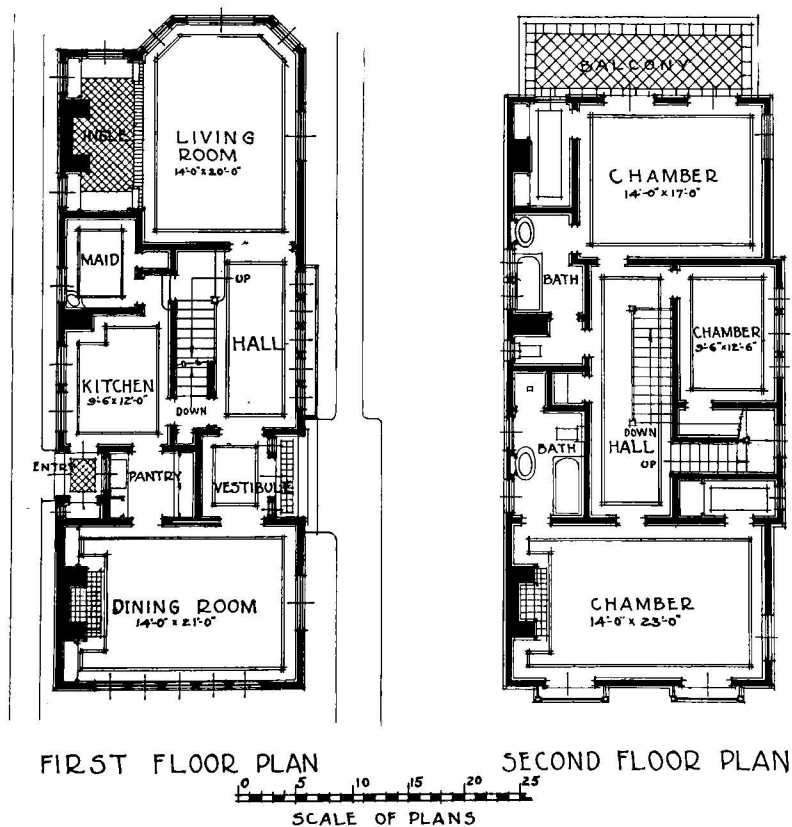 INGLE
LIVING
ROOM
14'-0" x 20'-0"
MAID
UP
HALL
KITCHEN
9'-6" x 12'-0"
DOWN
ENTRY
PANTRY
VESTIBULE
DINING ROOM
14'-0" x 21'-0"
FIRST FLOOR PLAN
BALCONY
CHAMBER
14'-0" x 17'-0"
BATH
CHAMBER
9'-6" x 12'-6"
DOWN
HALL
UP
BATH
CHAMBER
14'-0" x 23'-0"
SECOND FLOOR PLAN
0 5 10 15 20 25
SCALE OF PLANS